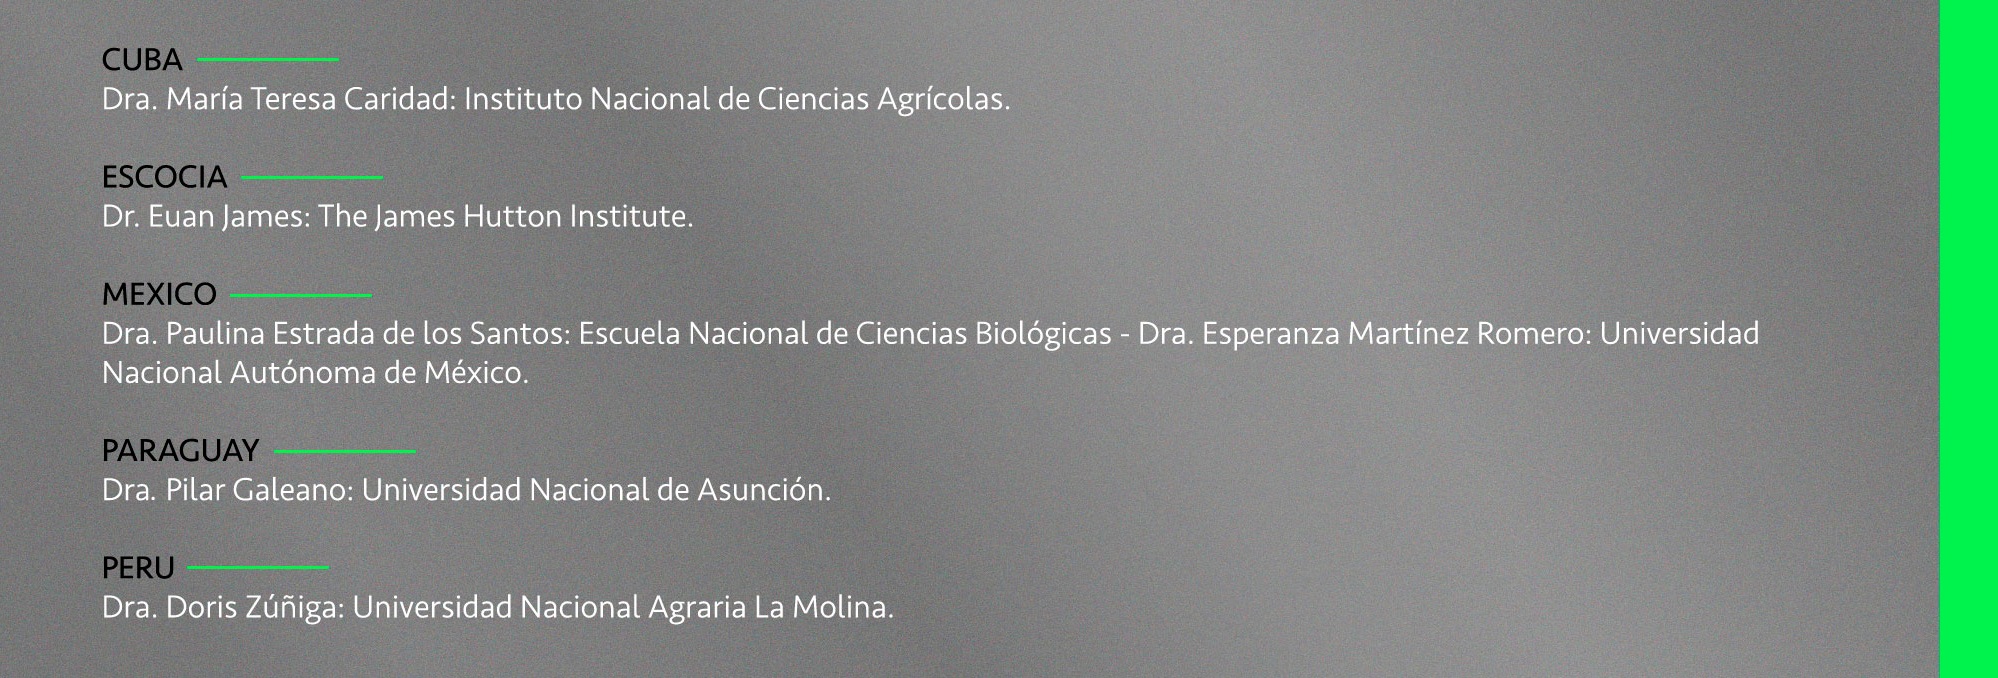 CUBA
Dra. María Teresa Caridad: Instituto Nacional de Ciencias Agrícolas.
ESCOCIA
Dr. Euan James: The James Hutton Institute.
MEXICO
Dra. Paulina Estrada de los Santos: Escuela Nacional de Ciencias Biológicas - Dra. Esperanza Martínez Romero: Universidad
Nacional Autónoma de México.
PARAGUAY
Dra. Pilar Galeano: Universidad Nacional de Asunción.
PERU
Dra. Doris Zúñiga: Universidad Nacional Agraria La Molina.